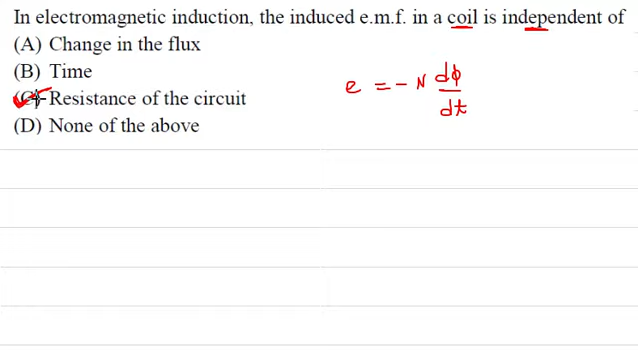 In electromagnetic induction, the induced e.m.f. in a coil is independent of
(A) Change in the flux
(B) Time
(C) Resistance of the circuit
(D) None of the above
e = - N dϕ/dt